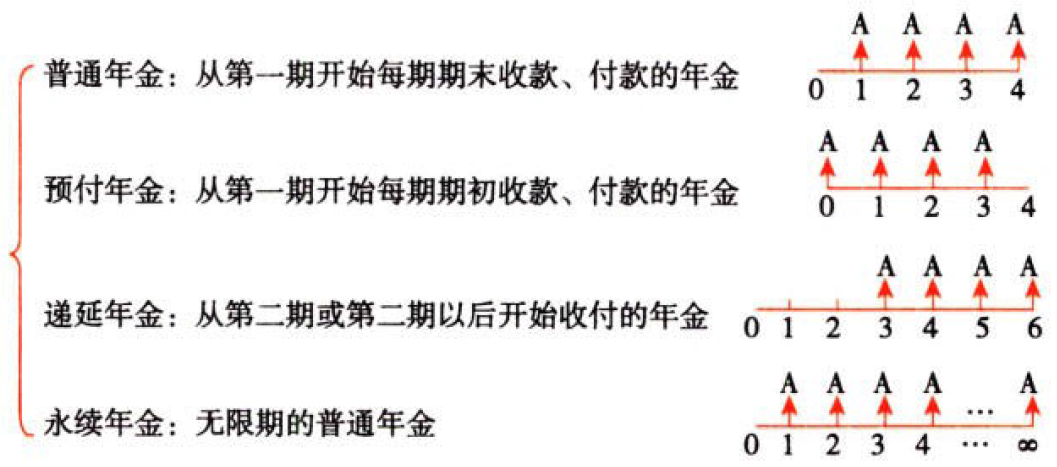 A A A A
普通年金：从第一期开始每期期末收款、付款的年金
0 1 2 3 4
A A A A
预付年金：从第一期开始每期期初收款、付款的年金
0 1 2 3 4
A A A A
递延年金：从第二期或第二期以后开始收付的年金
0 1 2 3 4 5 6
A A A A … A
永续年金：无限期的普通年金
0 1 2 3 4 … ∞